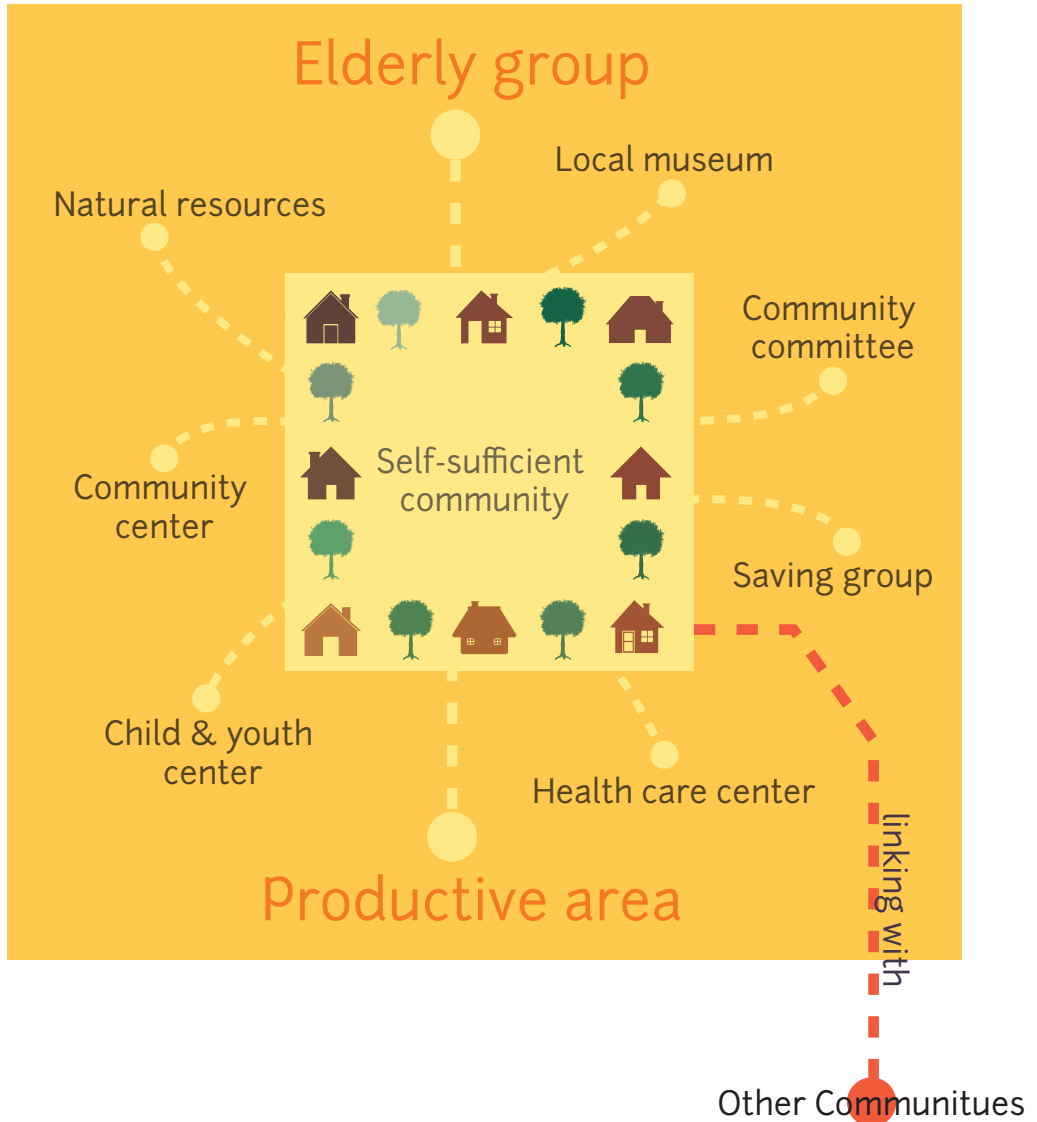 Elderly group
Local museum
Natural resources
Community
committee
Self-sufficient
community
Community
center
Saving group
Child & youth
center
Health care center
linking with
Productive area
Other Communitues